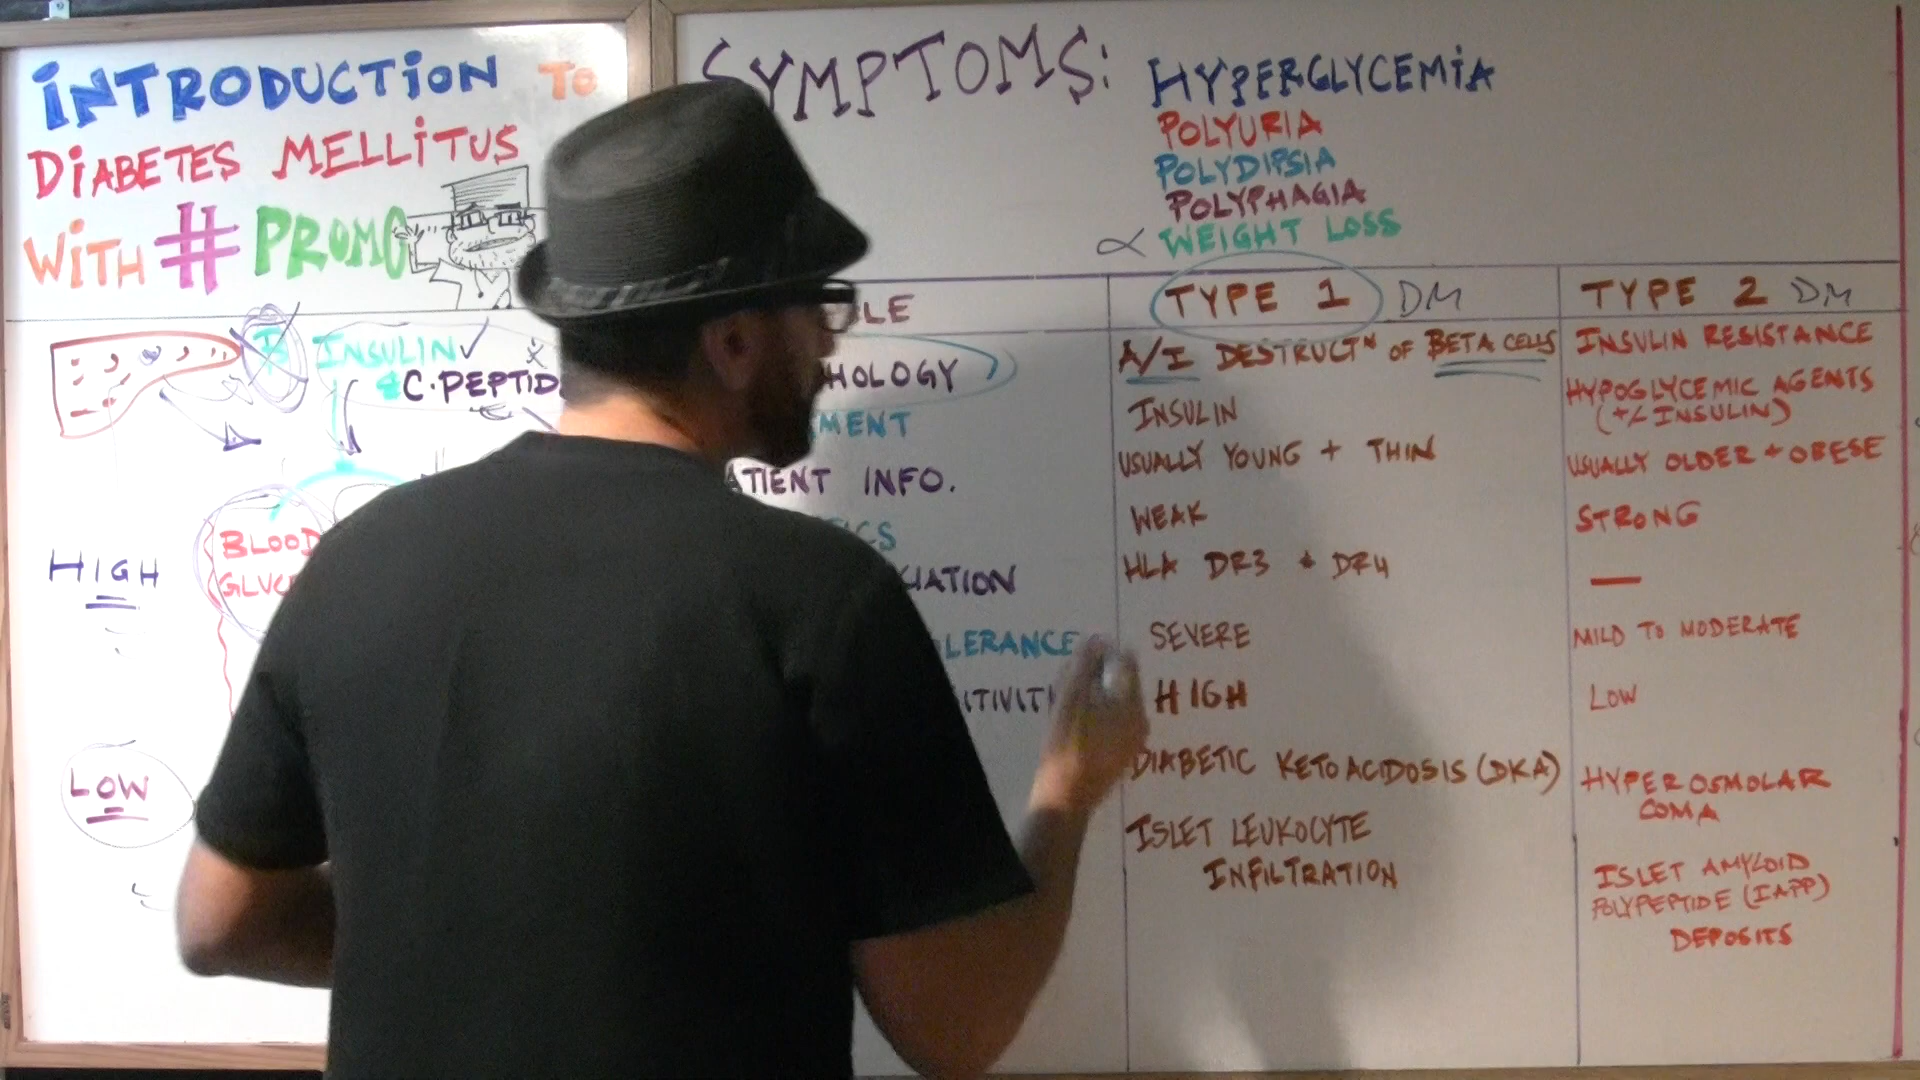 INTRODUCTION TO
DIABETES MELLITUS
WITH # PROMO
B INSULIN ✓
& C-PEPTID
HIGH
BLOOD
GLUC
LOW
SYMPTOMS: HYPERGLYCEMIA
POLYURIA
POLYDIPSIA
POLYPHAGIA
WEIGHT LOSS
LE TYPE 1 DM TYPE 2 DM
HOLOGY A/I DESTRUCTN OF BETA CELLS INSULIN RESISTANCE
MENT INSULIN HYPOGLYCEMIC AGENTS
(+/- INSULIN)
ATIENT INFO. USUALLY YOUNG + THIN USUALLY OLDER + OBESE
TICS WEAK STRONG
CIATION HLA DR3 + DR4 —
LERANCE SEVERE MILD TO MODERATE
ITIVITY HIGH LOW
DIABETIC KETOACIDOSIS (DKA) HYPEROSMOLAR
COMA
ISLET LEUKOCYTE
INFILTRATION
ISLET AMYLOID
POLYPEPTIDE (IAPP)
DEPOSITS